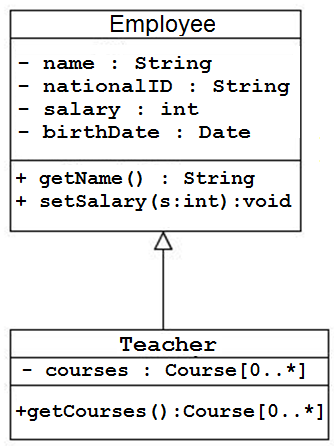 Employee
- name : String
- nationalID : String
- salary : int
- birthDate : Date
+ getName() : String
+ setSalary(s:int):void
Teacher
- courses : Course[0..*]
+getCourses():Course[0..*]